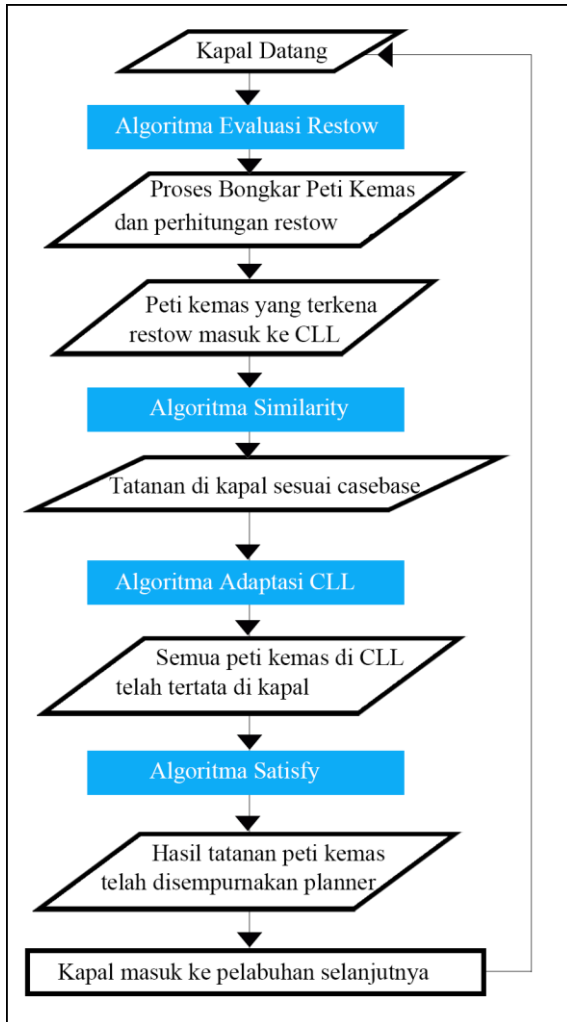 Kapal Datang
Algoritma Evaluasi Restow
Proses Bongkar Peti Kemas
dan perhitungan restow
Peti kemas yang terkena
restow masuk ke CLL
Algoritma Similarity
Tatanan di kapal sesuai casebase
Algoritma Adaptasi CLL
Semua peti kemas di CLL
telah tertata di kapal
Algoritma Satisfy
Hasil tatanan peti kemas
telah disempurnakan planner
Kapal masuk ke pelabuhan selanjutnya